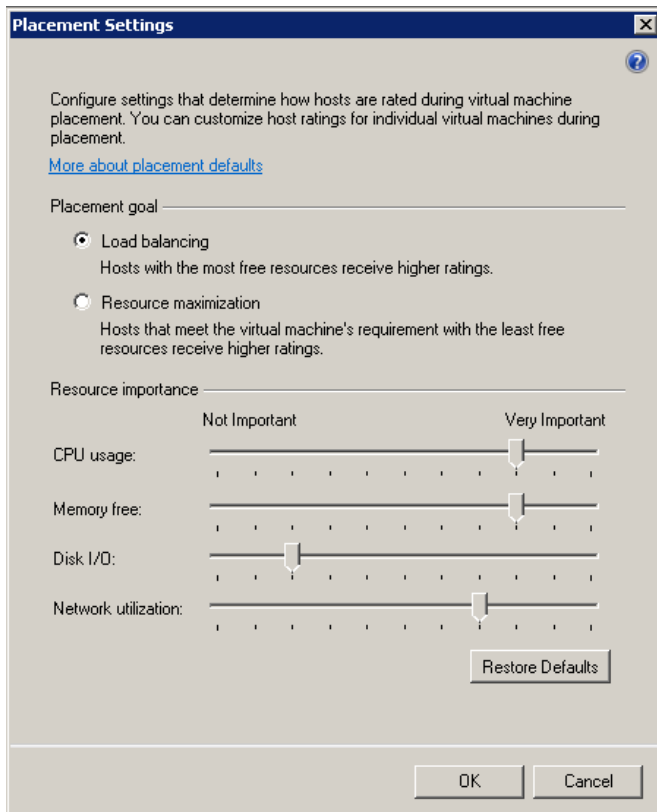 Placement Settings
Configure settings that determine how hosts are rated during virtual machine
placement. You can customize host ratings for individual virtual machines during
placement.
More about placement defaults
Placement goal
Load balancing
Hosts with the most free resources receive higher ratings.
Resource maximization
Hosts that meet the virtual machine's requirement with the least free
resources receive higher ratings.
Resource importance
Not Important Very Important
CPU usage:
Memory free:
Disk I/O:
Network utilization:
Restore Defaults
OK Cancel